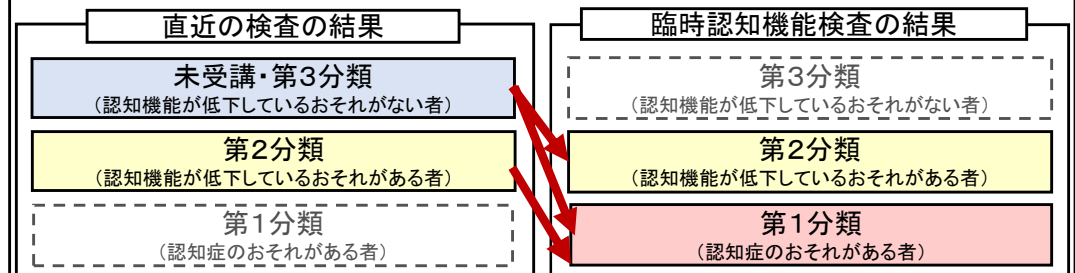 直近の検査の結果
未受講・第3分類
（認知機能が低下しているおそれがない者）
第2分類
（認知機能が低下しているおそれがある者）
第1分類
（認知症のおそれがある者）
臨時認知機能検査の結果
第3分類
（認知機能が低下しているおそれがない者）
第2分類
（認知機能が低下しているおそれがある者）
第1分類
（認知症のおそれがある者）